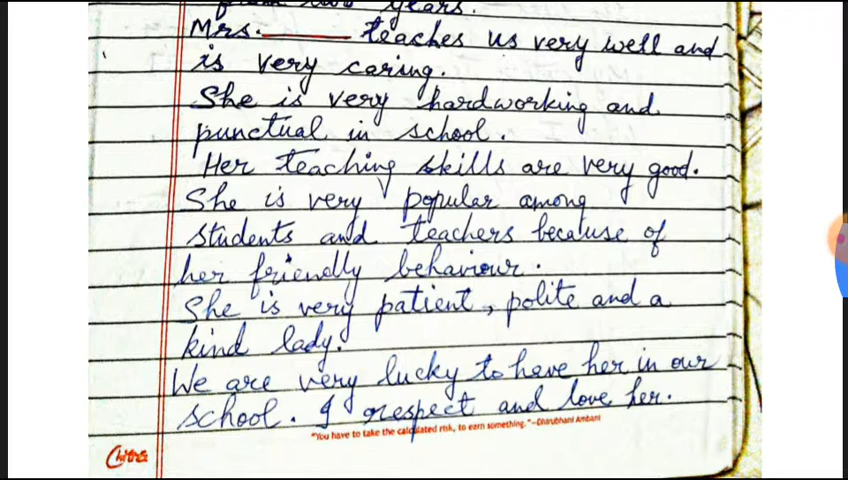 from two years.
Mrs. ______ teaches us very well and
is very caring.
She is very hardworking and
punctual in school.
Her teaching skills are very good.
She is very popular among
students and teachers because of
her friendly behaviour.
She is very patient, polite and a
kind lady.
We are very lucky to have her in our
school. I respect and love her.
"You have to take the calculated risk, to earn something." -Dhirubhai Ambani